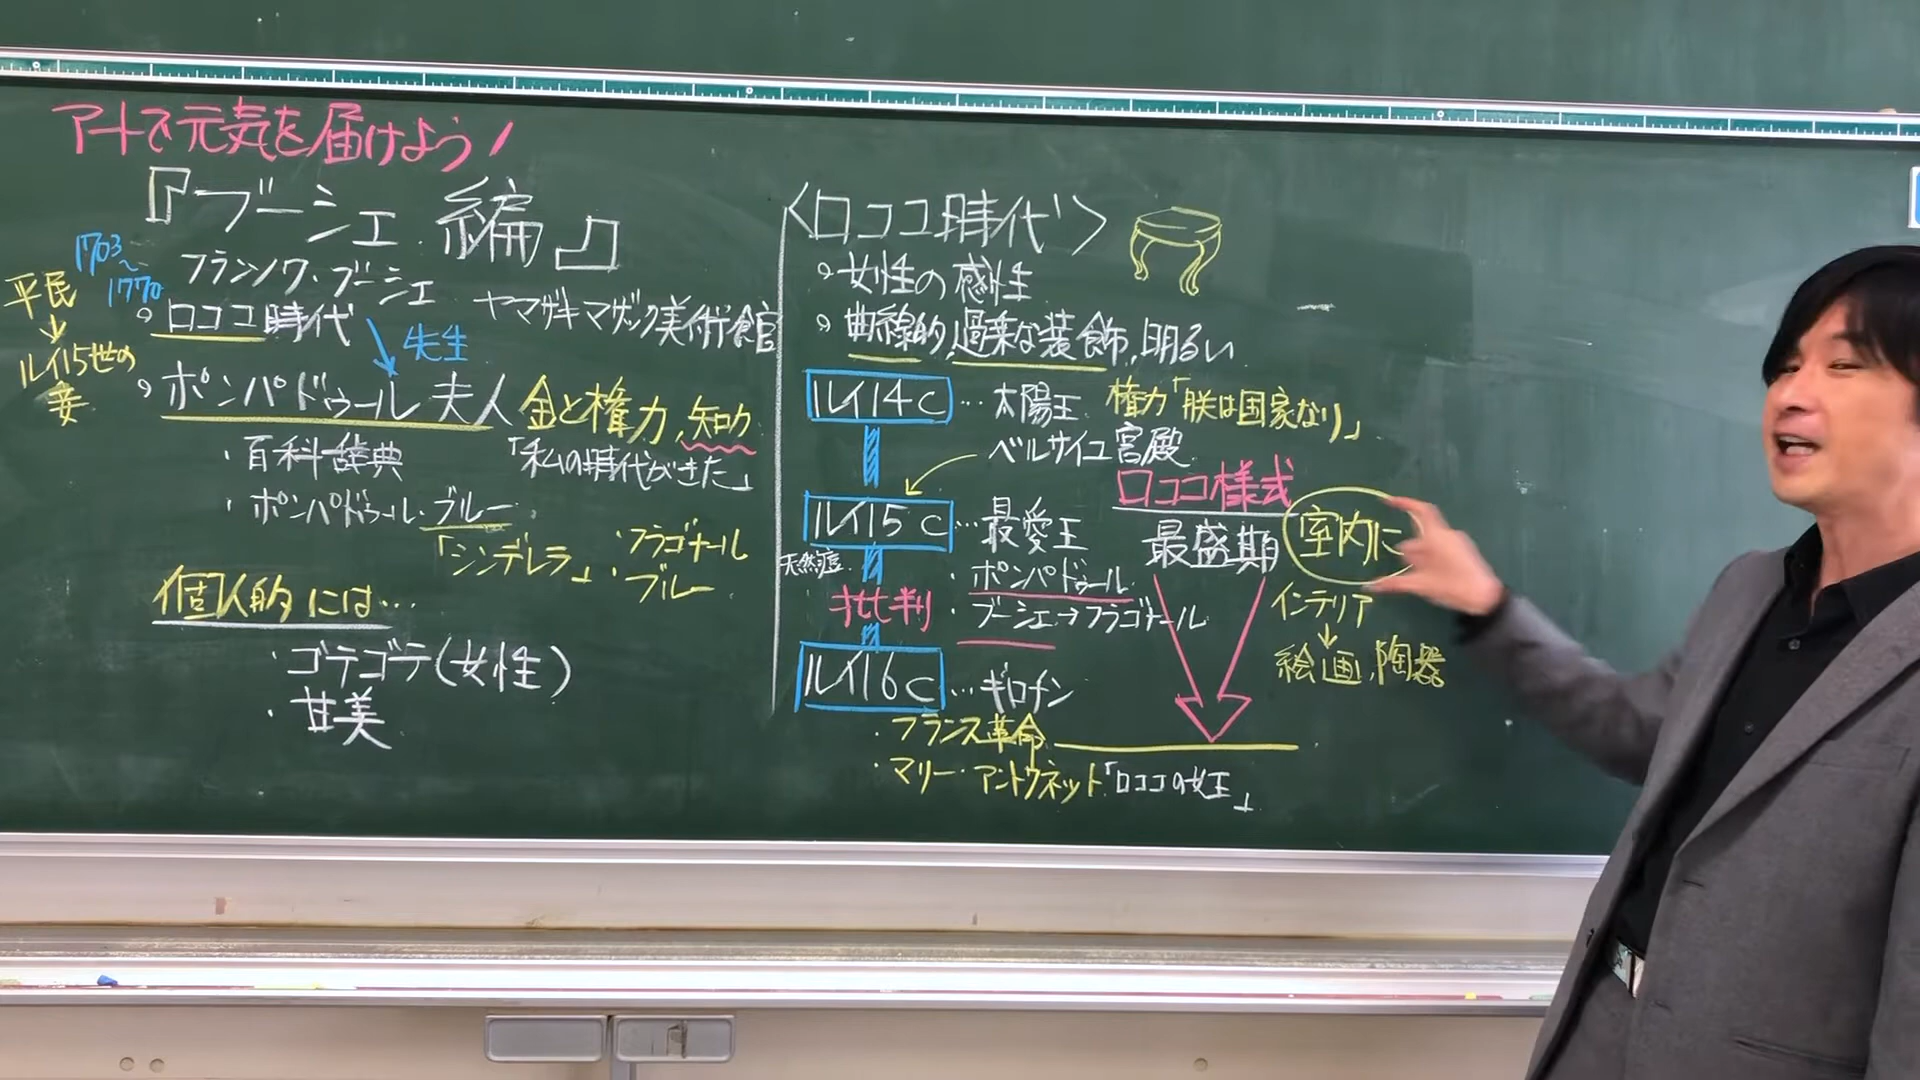 アートで元気を届けよう!
『ブーシェ編』
1703~1770
フランソワ・ブーシェ
平民
↓
ルイ15世の
妾
。ロココ時代
ヤマザキマザック美術館
先生
。ポンパドゥール夫人
金と権力,知力
・百科辞典
「私の時代がきた」
・ポンパドゥール・ブルー
「シンデレラ」
・フラゴナール
・ブルー
個人的には…
・ゴテゴテ(女性)
・甘美
<ロココ時代>
。女性の感性
。曲線的,過来な装飾,明るい
ルイ14C…太陽王
権力「朕は国家なり」
ベルサイユ宮殿
ルイ15C…最愛王
ロココ様式
最盛期
室内に
天然痘
・ポンパドゥール
批判
・ブーシェ→フラゴナール
インテリア
↓
絵画,陶器
ルイ16C…ギロチン
・フランス革命
・マリー・アントワネット「ロココの女王」